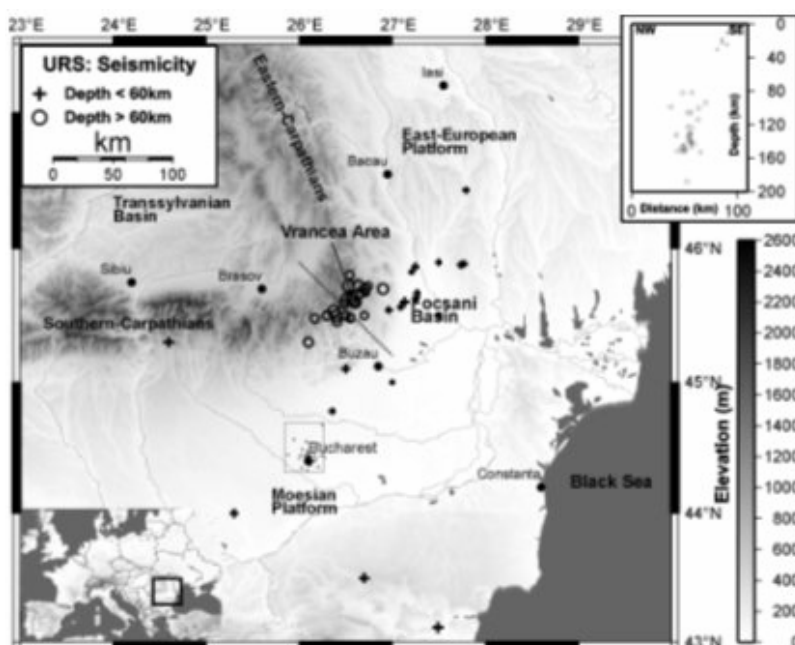 23°E 24°E 25°E 26°E 27°E 28°E 29°E
URS: Seismicity
Depth < 60km
Depth > 60km
km
0 50 100
Eastern-Carpathians
Iasi
East-European
Platform
Bacau
Transsylvanian
Basin
Vrancea Area
Sibiu
Brasov
Focsani
Basin
Southern-Carpathians
Buzau
Bucharest
Moesian
Platform
Constanta
Black Sea
46°N
45°N
44°N
43°N
NW SE
0
40
80
120
160
200
Depth (km)
0 Distance (km) 100
2600
2400
2200
2000
1800
1600
1400
1200
1000
800
600
400
200
0
Elevation (m)